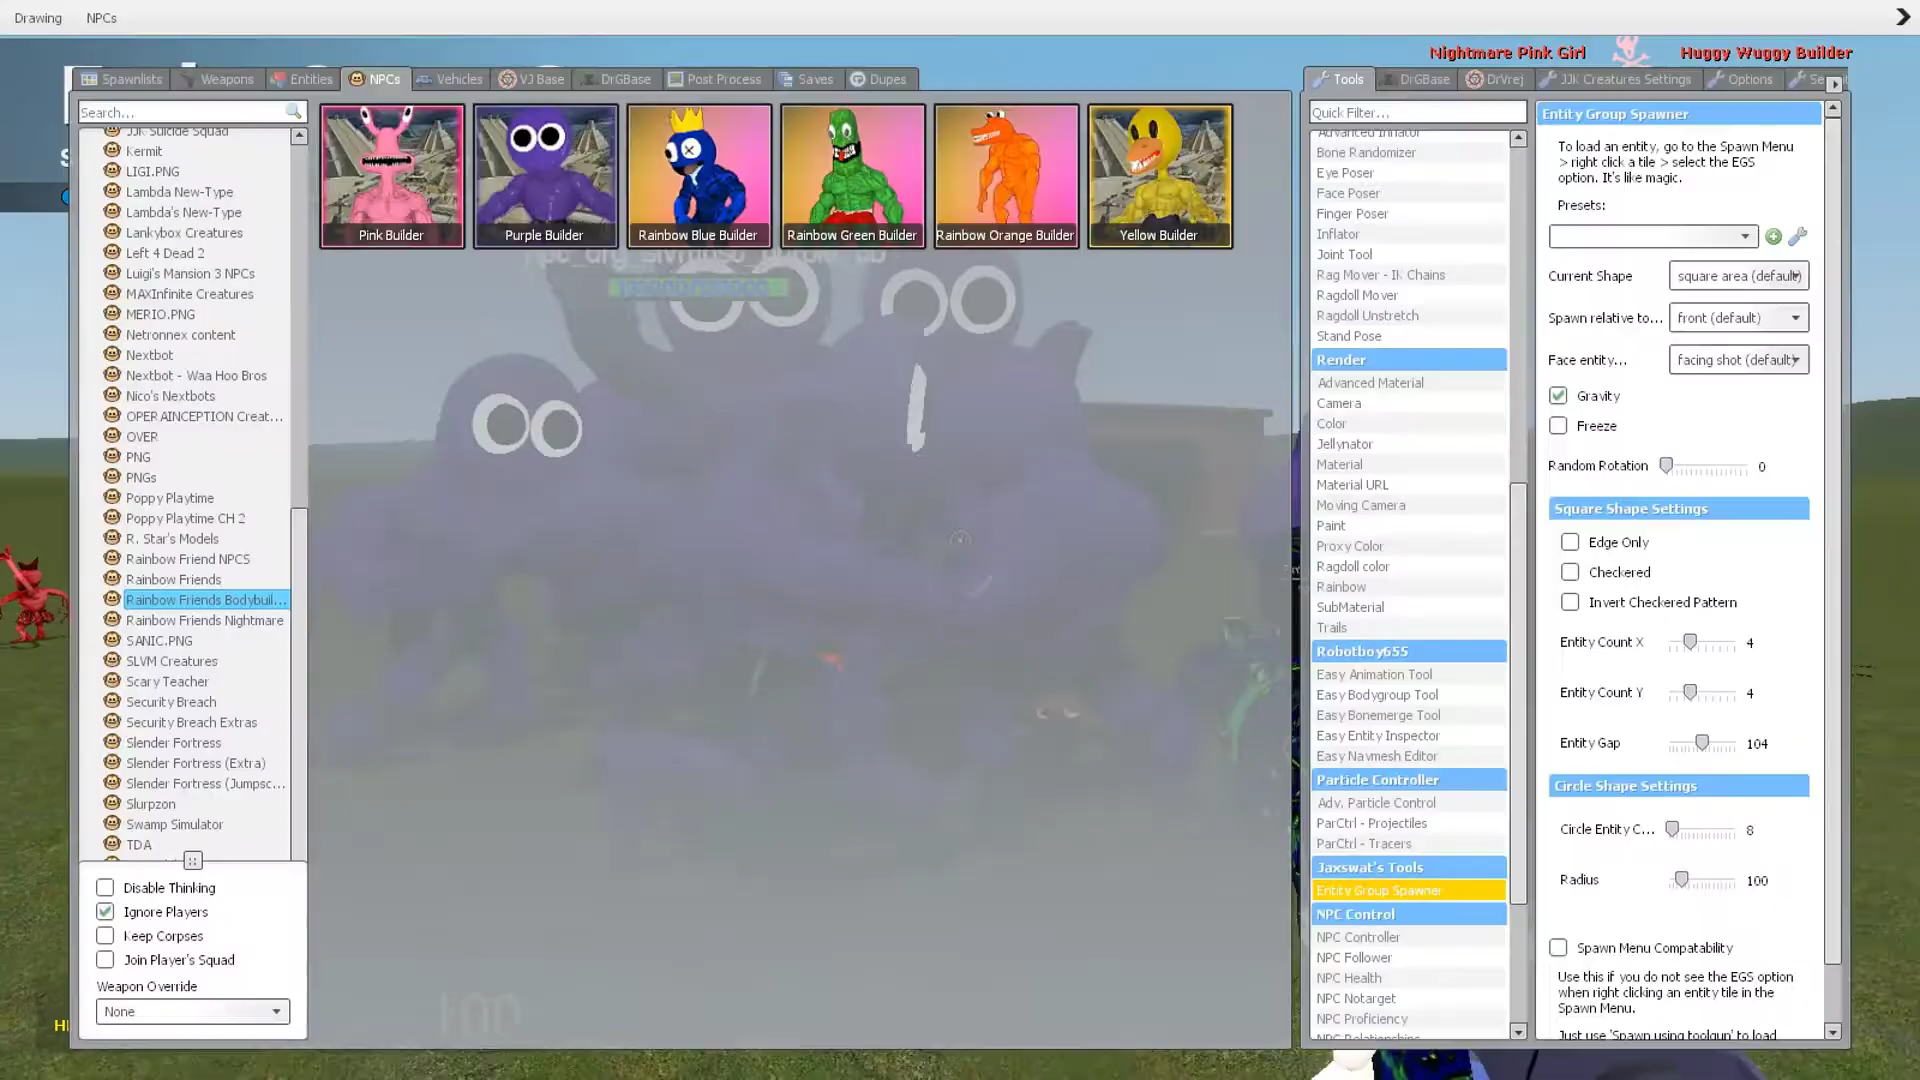 Drawing NPCs
Nightmare Pink Girl Huggy Wuggy Builder
Spawnlists Weapons Entities NPCs Vehicles VJ Base DrGBase Post Process Saves Dupes
Tools DrGBase DrVrej JJK Creatures Settings Options
Search...
JJK Suicide Squad
Kermit
LIGI.PNG
Lambda New-Type
Lambda's New-Type
Lankybox Creatures
Left 4 Dead 2
Luigi's Mansion 3 NPCs
MAXInfinite Creatures
MERIO.PNG
Netronnex content
Nextbot
Nextbot - Waa Hoo Bros
Nico's Nextbots
OPERAINCEPTION Creat...
OVER
PNG
PNGs
Poppy Playtime
Poppy Playtime CH 2
R. Star's Models
Rainbow Friend NPCS
Rainbow Friends
Rainbow Friends Bodybuil...
Rainbow Friends Nightmare
SANIC.PNG
SLVM Creatures
Scary Teacher
Security Breach
Security Breach Extras
Slender Fortress
Slender Fortress (Extra)
Slender Fortress (Jumpsc...
Slurpzon
Swamp Simulator
TDA
Disable Thinking
Ignore Players
Keep Corpses
Join Player's Squad
Weapon Override
None
Pink Builder
Purple Builder
Rainbow Blue Builder
Rainbow Green Builder
Rainbow Orange Builder
Yellow Builder
Quick Filter...
Advanced Inflator
Bone Randomizer
Eye Poser
Face Poser
Finger Poser
Inflator
Joint Tool
Rag Mover - IK Chains
Ragdoll Mover
Ragdoll Unstretch
Stand Pose
Render
Advanced Material
Camera
Color
Jellynator
Material
Material URL
Moving Camera
Paint
Proxy Color
Ragdoll color
Rainbow
SubMaterial
Trails
Robotboy655
Easy Animation Tool
Easy Bodygroup Tool
Easy Bonemerge Tool
Easy Entity Inspector
Easy Navmesh Editor
Particle Controller
Adv. Particle Control
ParCtrl - Projectiles
ParCtrl - Tracers
Jaxswat's Tools
Entity Group Spawner
NPC Control
NPC Controller
NPC Follower
NPC Health
NPC Notarget
NPC Proficiency
NPC Relationships
Entity Group Spawner
To load an entity, go to the Spawn Menu
> right click a tile > select the EGS
option. It's like magic.
Presets:
Current Shape square area (default)
Spawn relative to... front (default)
Face entity... facing shot (default)
Gravity
Freeze
Random Rotation 0
Square Shape Settings
Edge Only
Checkered
Invert Checkered Pattern
Entity Count X 4
Entity Count Y 4
Entity Gap 104
Circle Shape Settings
Circle Entity C... 8
Radius 100
Spawn Menu Compatability
Use this if you do not see the EGS option
when right clicking an entity tile in the
Spawn Menu.
Just use 'Spawn using toolgun' to load